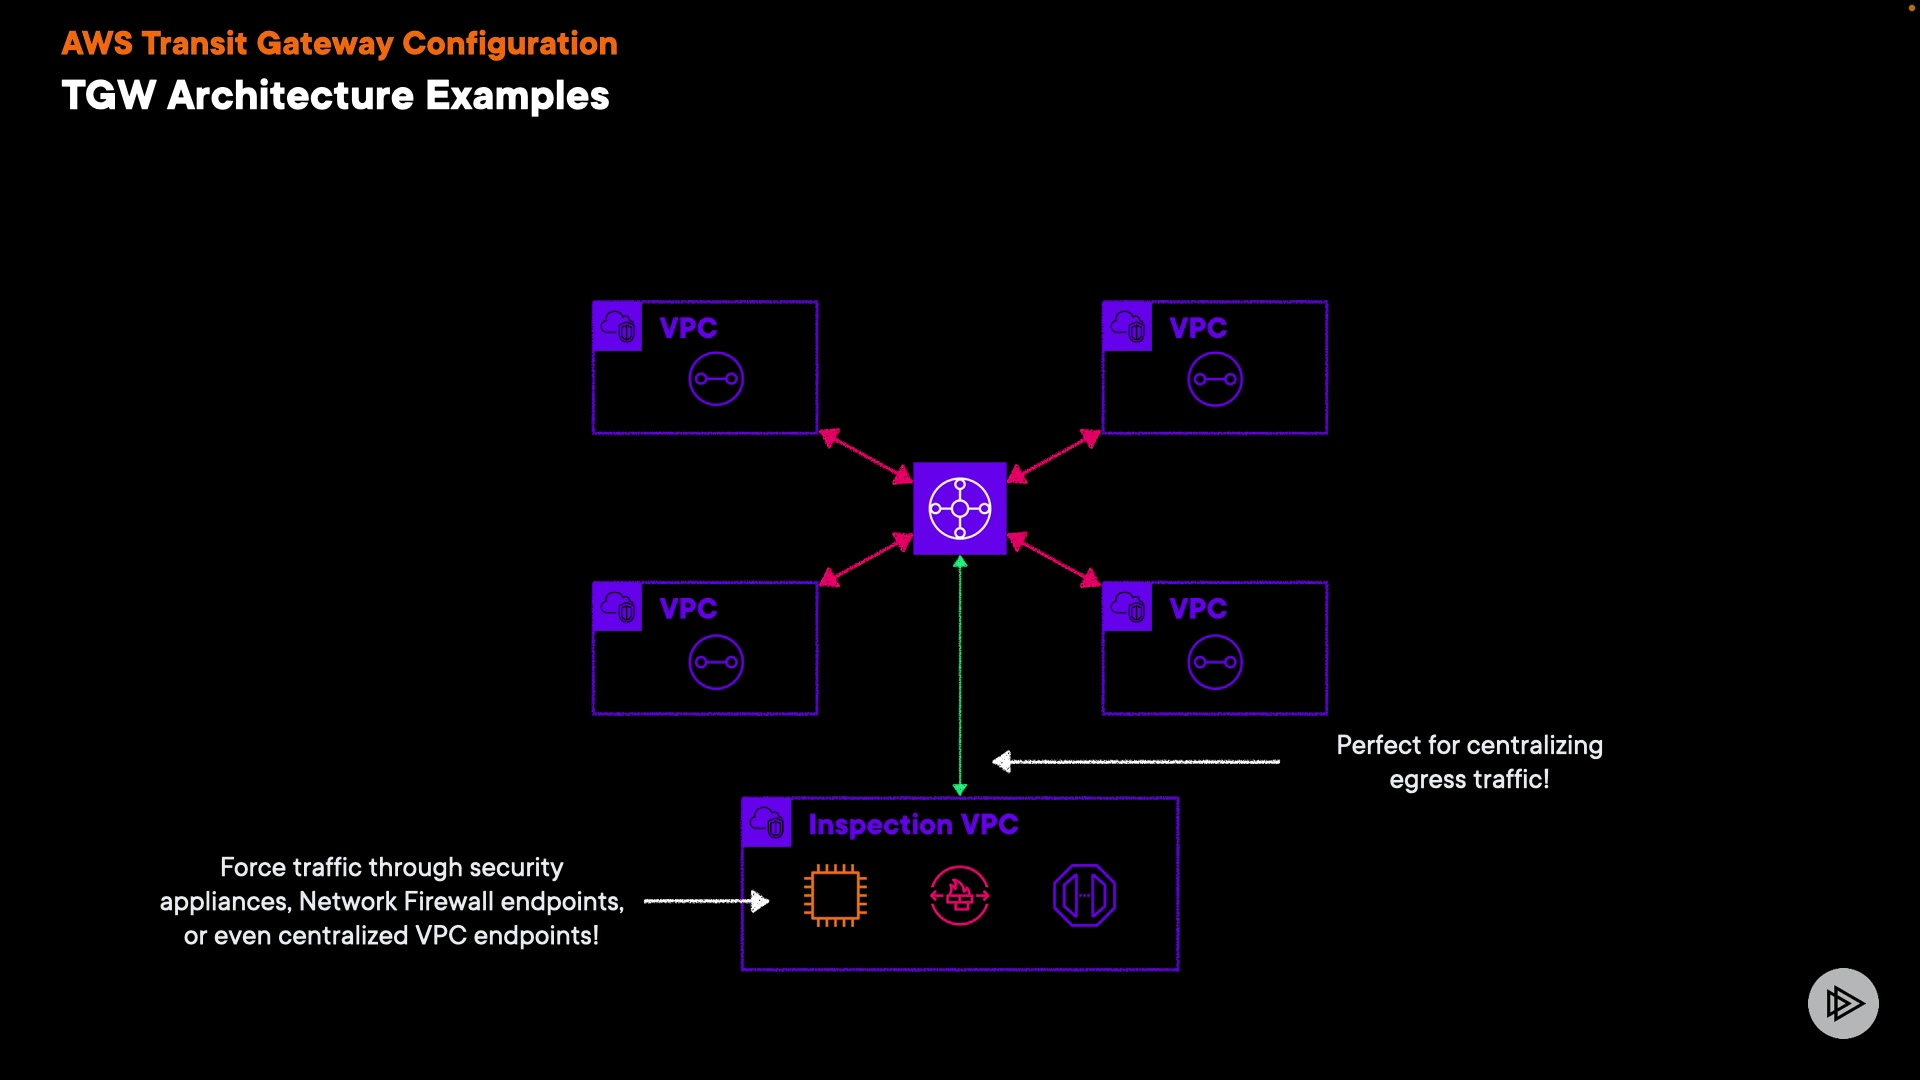 AWS Transit Gateway Configuration
TGW Architecture Examples
VPC
VPC
VPC
VPC
Perfect for centralizing
egress traffic!
Inspection VPC
Force traffic through security
appliances, Network Firewall endpoints,
or even centralized VPC endpoints!